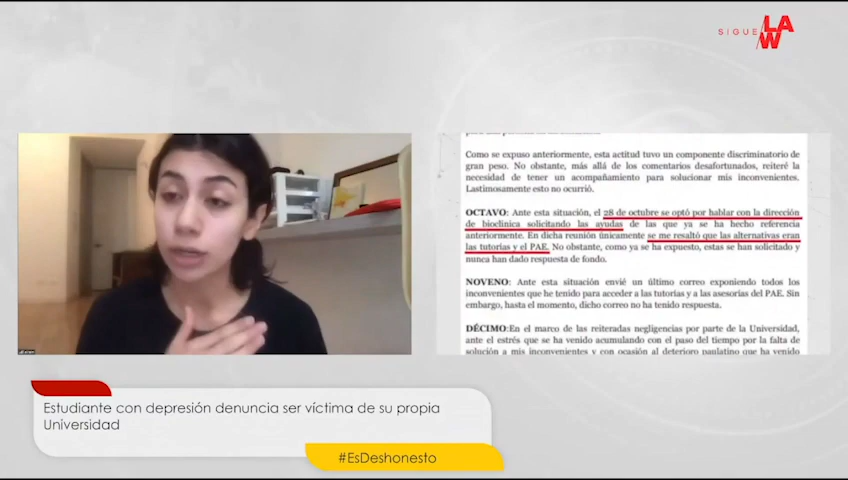 SIGUE LA
W
Como se expuso anteriormente, esta actitud tuvo un componente discriminatorio de
gran peso. No obstante, más allá de los comentarios desafortunados, reiteré la
necesidad de tener un acompañamiento para solucionar mis inconvenientes.
Lastimosamente esto no ocurrió.
OCTAVO: Ante esta situación, el 28 de octubre se optó por hablar con la dirección
de bioclínica solicitando las ayudas de las que ya se ha hecho referencia
anteriormente. En dicha reunión únicamente se me resaltó que las alternativas eran
las tutorías y el PAE. No obstante, como ya se ha expuesto, estas se han solicitado y
nunca han dado respuesta de fondo.
NOVENO: Ante esta situación envié un último correo exponiendo todos los
inconvenientes que he tenido para acceder a las tutorías y a las asesorías del PAE. Sin
embargo, hasta el momento, dicho correo no ha tenido respuesta.
DÉCIMO:En el marco de las reiteradas negligencias por parte de la Universidad,
ante el estrés que se ha venido acumulando con el paso del tiempo por la falta de
solución a mis inconvenientes y con ocasión al deterioro paulatino que ha venido
Estudiante con depresión denuncia ser víctima de su propia
Universidad
#EsDeshonesto